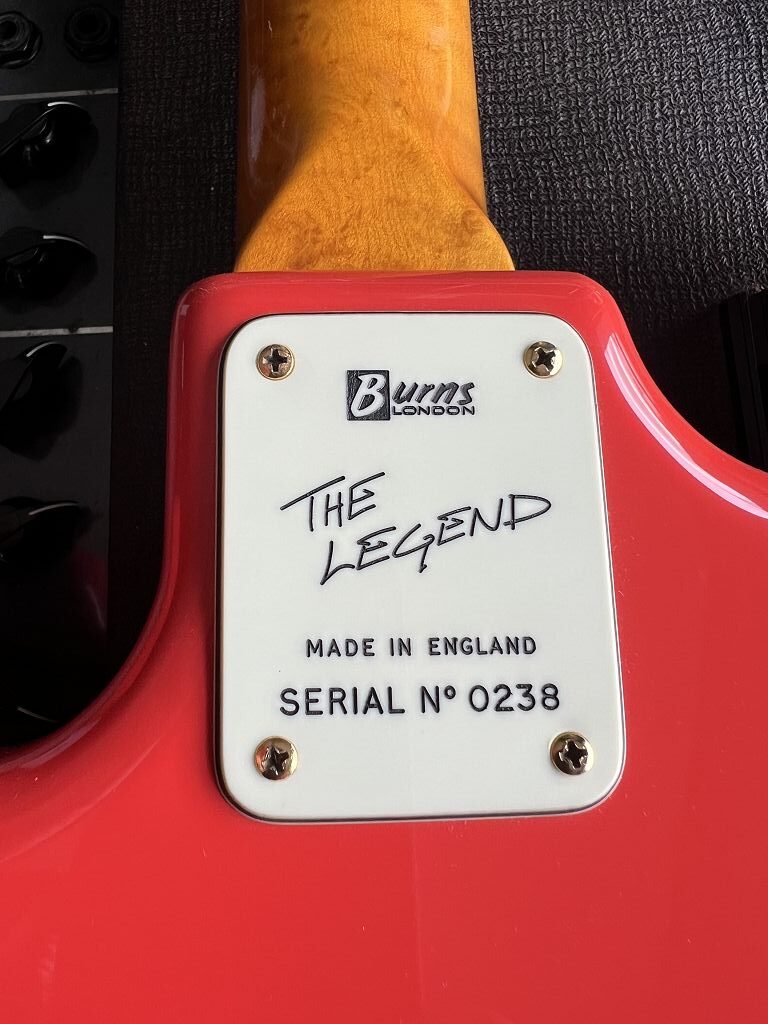 Burns
LONDON
THE
LEGEND
MADE IN ENGLAND
SERIAL Nº 0238